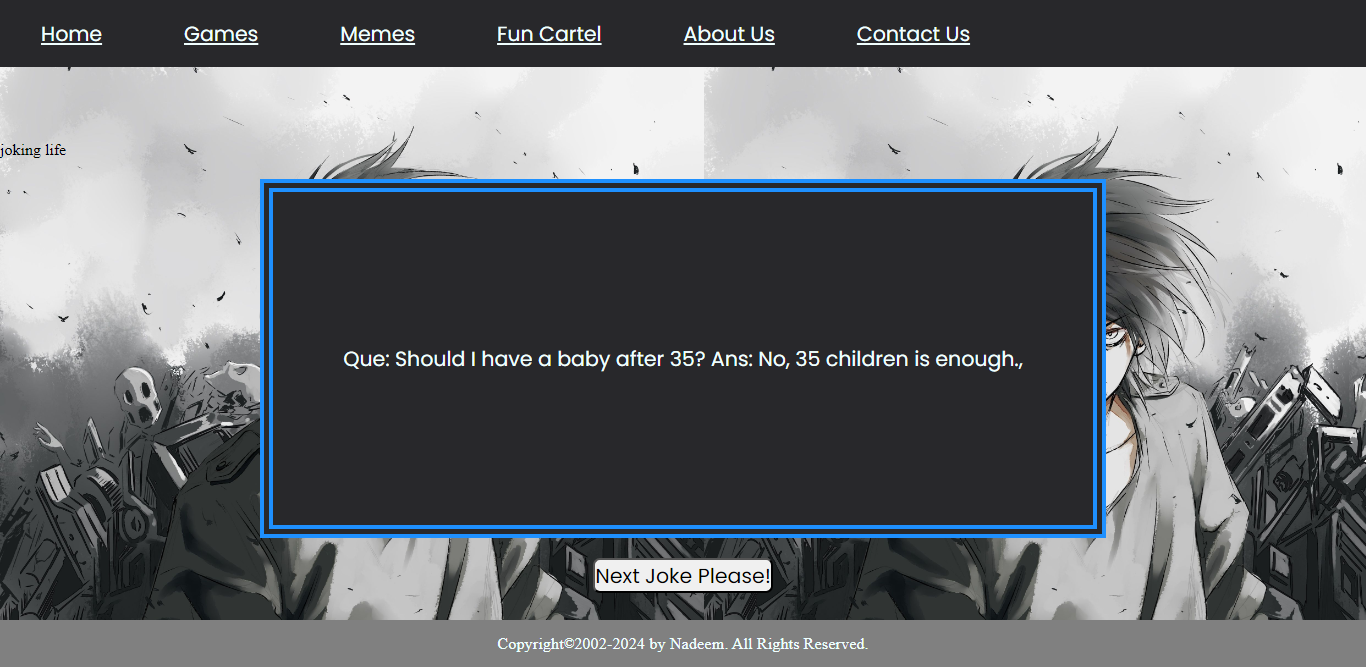 Home Games Memes Fun Cartel About Us Contact Us
joking life
Que: Should I have a baby after 35? Ans: No, 35 children is enough.,
Next Joke Please!
Copyright©2002-2024 by Nadeem. All Rights Reserved.